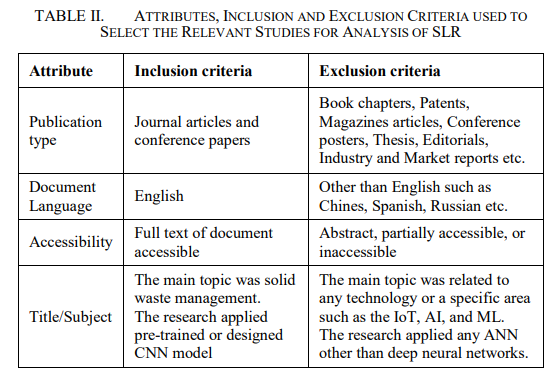 TABLE II. ATTRIBUTES, INCLUSION AND EXCLUSION CRITERIA USED TO
SELECT THE RELEVANT STUDIES FOR ANALYSIS OF SLR
Attribute Inclusion criteria Exclusion criteria
Publication
type
Journal articles and
conference papers
Book chapters, Patents,
Magazines articles, Conference
posters, Thesis, Editorials,
Industry and Market reports etc.
Document
Language
English
Other than English such as
Chines, Spanish, Russian etc.
Accessibility
Full text of document
accessible
Abstract, partially accessible, or
inaccessible
Title/Subject
The main topic was solid
waste management.
The research applied
pre-trained or designed
CNN model
The main topic was related to
any technology or a specific area
such as the IoT, AI, and ML.
The research applied any ANN
other than deep neural networks.